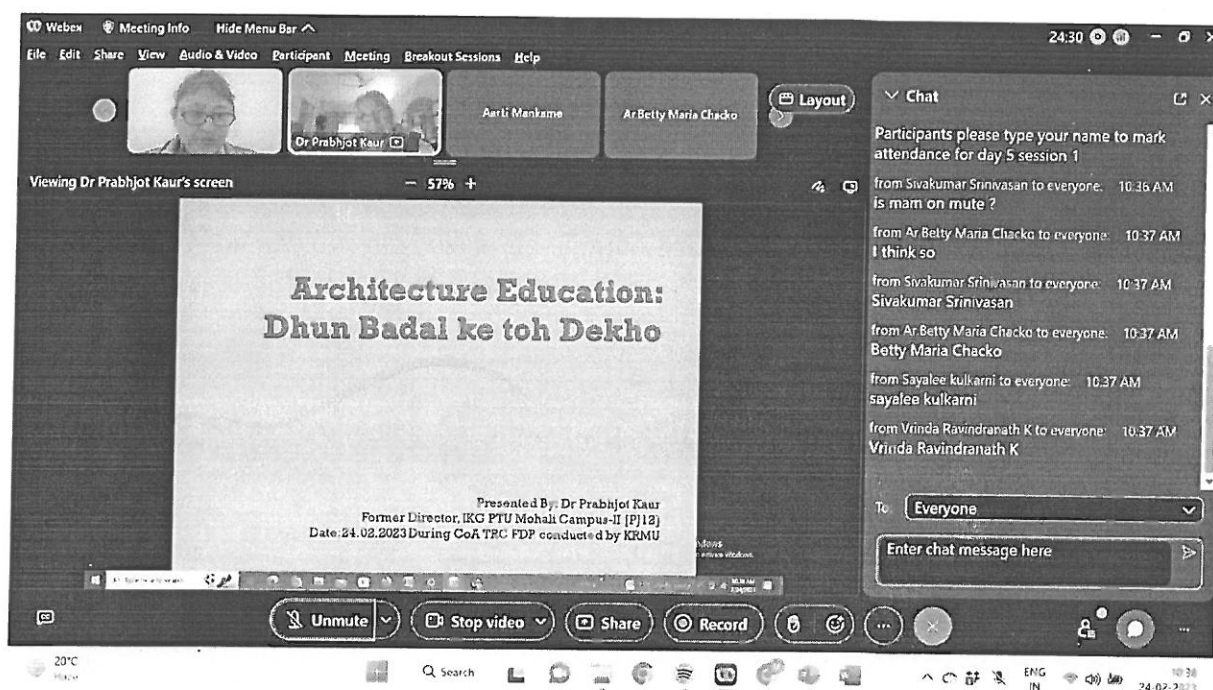 Webex Meeting Info Hide Menu Bar
24:30
File Edit Share View Audio & Video Participant Meeting Breakout Sessions Help
Dr Prabhjot Kaur
Aarti Mankame
Ar.Betty Maria Chacko
Layout
Viewing Dr Prabhjot Kaur's screen
57%
Architecture Education:
Dhun Badal ke toh Dekho
Presented By: Dr Prabhjot Kaur
Former Director, IKG PTU Mohali Campus-II [PJ12]
Date:24.02.2023 During CoA TRC FDP conducted by KRMU
Chat
Participants please type your name to mark
attendance for day 5 session 1
from Sivakumar Srinivasan to everyone: 10:36 AM
is mam on mute ?
from Ar.Betty Maria Chacko to everyone: 10:37 AM
I think so
from Sivakumar Srinivasan to everyone: 10:37 AM
Sivakumar Srinivasan
from Ar.Betty Maria Chacko to everyone: 10:37 AM
Betty Maria Chacko
from Sayalee kulkarni to everyone: 10:37 AM
sayalee kulkarni
from Vrinda Ravindranath K to everyone: 10:37 AM
Vrinda Ravindranath K
To: Everyone
Enter chat message here
Unmute
Stop video
Share
Record
20°C
Haze
Search
ENG
IN
10:38
24-02-2023